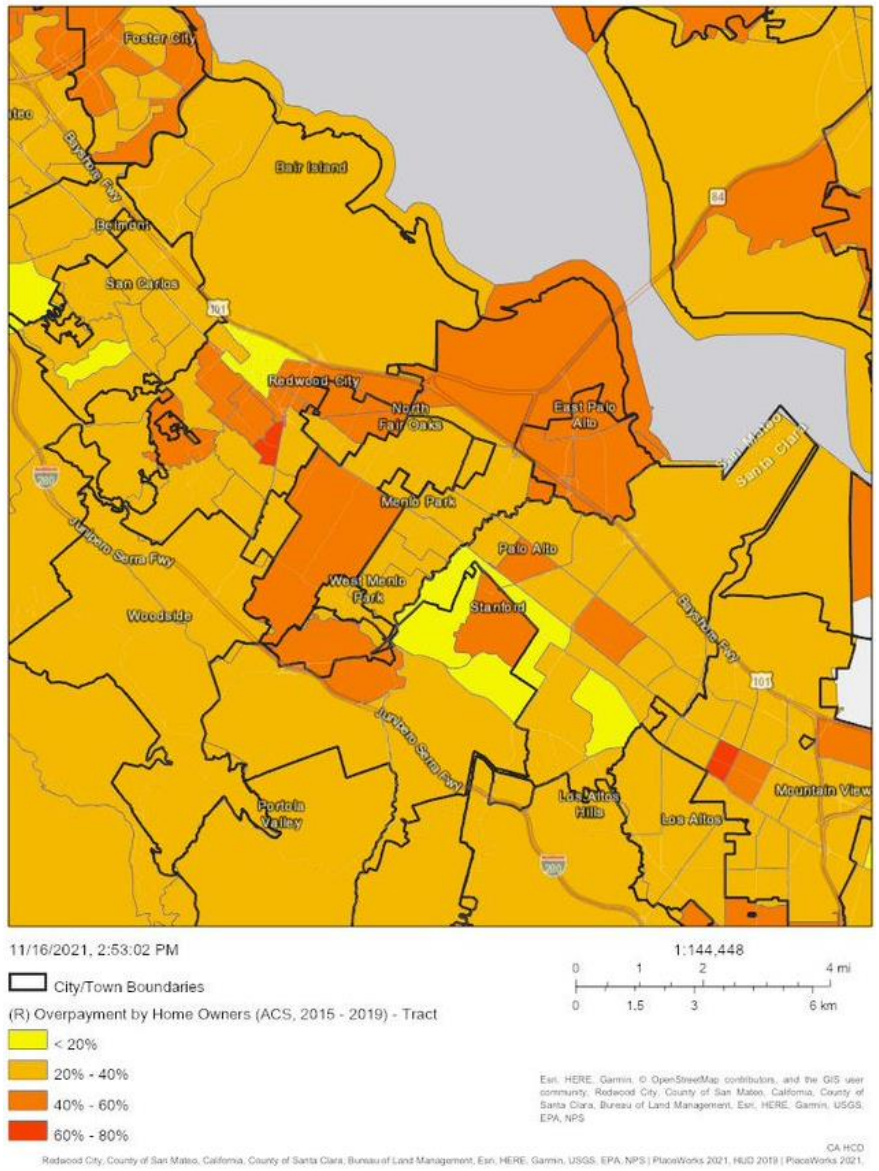 Foster City
teo
Bayshore Fwy
Bair Island
84
Belmont
San Carlos
101
Redwood City
North
Fair Oaks
East Palo
Alto
San Mateo
Santa Clara
280
Menlo Park
Junipero Serra Fwy
Palo Alto
West Menlo
Park
Stanford
Woodside
Bayshore Fwy
101
Junipero Serra Fwy
Mountain View
Los Altos
Hills
Portola
Valley
Los Altos
280
11/16/2021, 2:53:02 PM
1:144,448
0 1 2 4 mi
0 1.5 3 6 km
City/Town Boundaries
(R) Overpayment by Home Owners (ACS, 2015 - 2019) - Tract
< 20%
20% - 40%
40% - 60%
60% - 80%
Esri, HERE, Garmin, © OpenStreetMap contributors, and the GIS user
community, Redwood City, County of San Mateo, California, County of
Santa Clara, Bureau of Land Management, Esri, HERE, Garmin, USGS,
EPA, NPS
CA HCD
Redwood City, County of San Mateo, California, County of Santa Clara, Bureau of Land Management, Esri, HERE, Garmin, USGS, EPA, NPS | PlaceWorks 2021, HUD 2019 | PlaceWorks 2021,